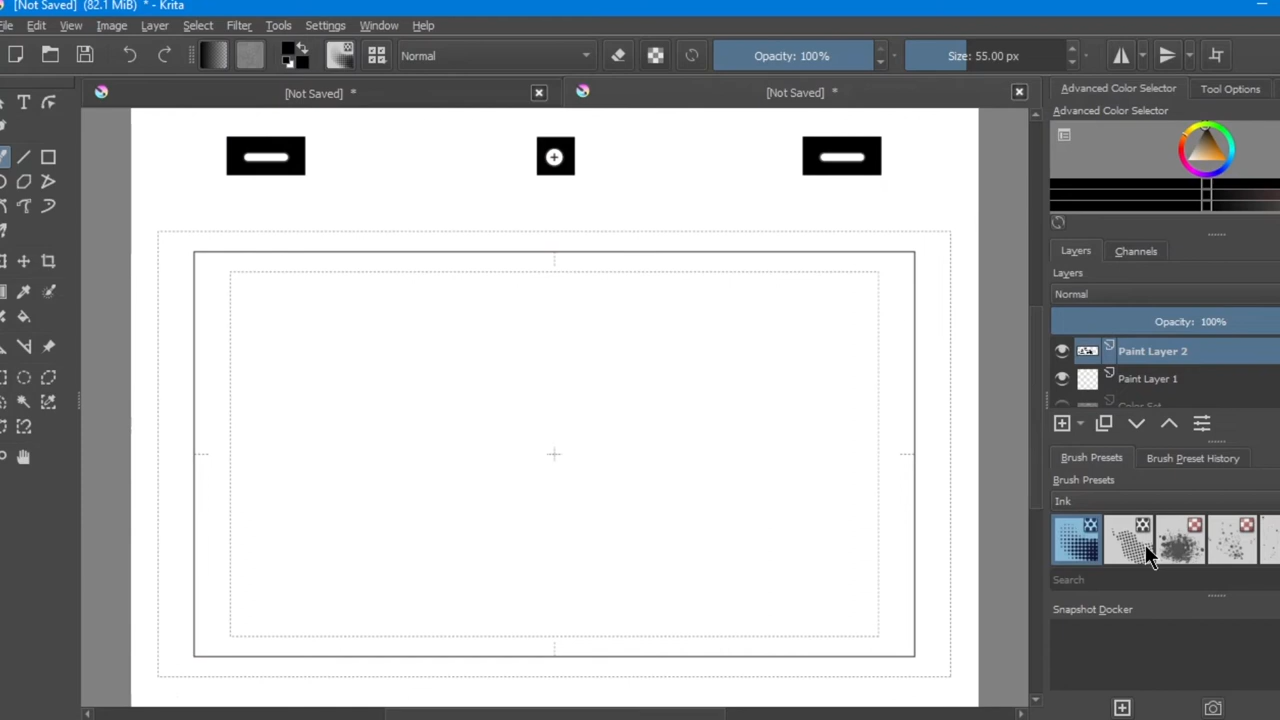 [Not Saved] (82.1 MiB) * - Krita
File Edit View Image Layer Select Filter Tools Settings Window Help
Normal
Opacity: 100%
Size: 55.00 px
[Not Saved] *
[Not Saved] *
Advanced Color Selector
Tool Options
Advanced Color Selector
Layers
Channels
Layers
Normal
Opacity: 100%
Paint Layer 2
Paint Layer 1
Color Set
Brush Presets
Brush Preset History
Brush Presets
Ink
Search
Snapshot Docker